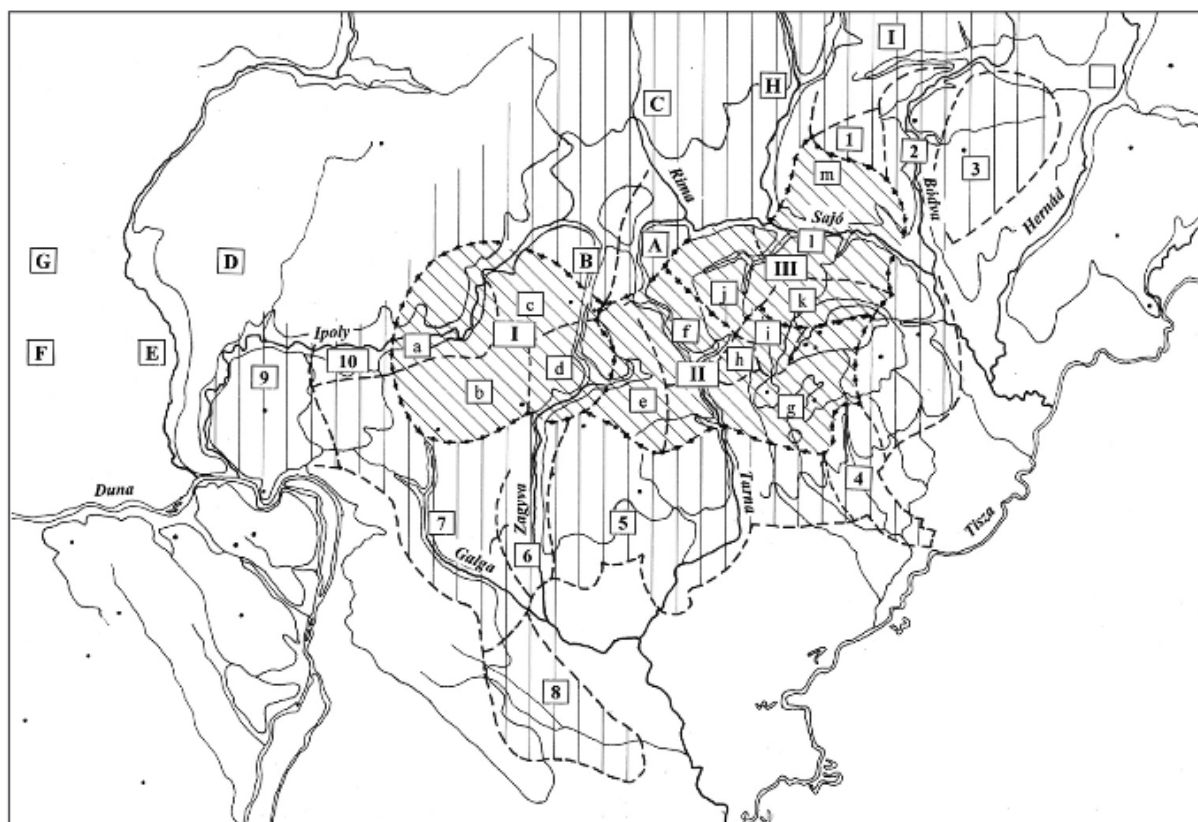 I
C
H
1
2
3
m
Rima
Bódva
Hernád
Sajó
G
D
B
A
l
III
c
j
k
Ipoly
I
f
i
F
E
10
a
9
d
II
h
b
e
g
Duna
Zagyva
Tarna
4
Tisza
7
5
6
Galga
8